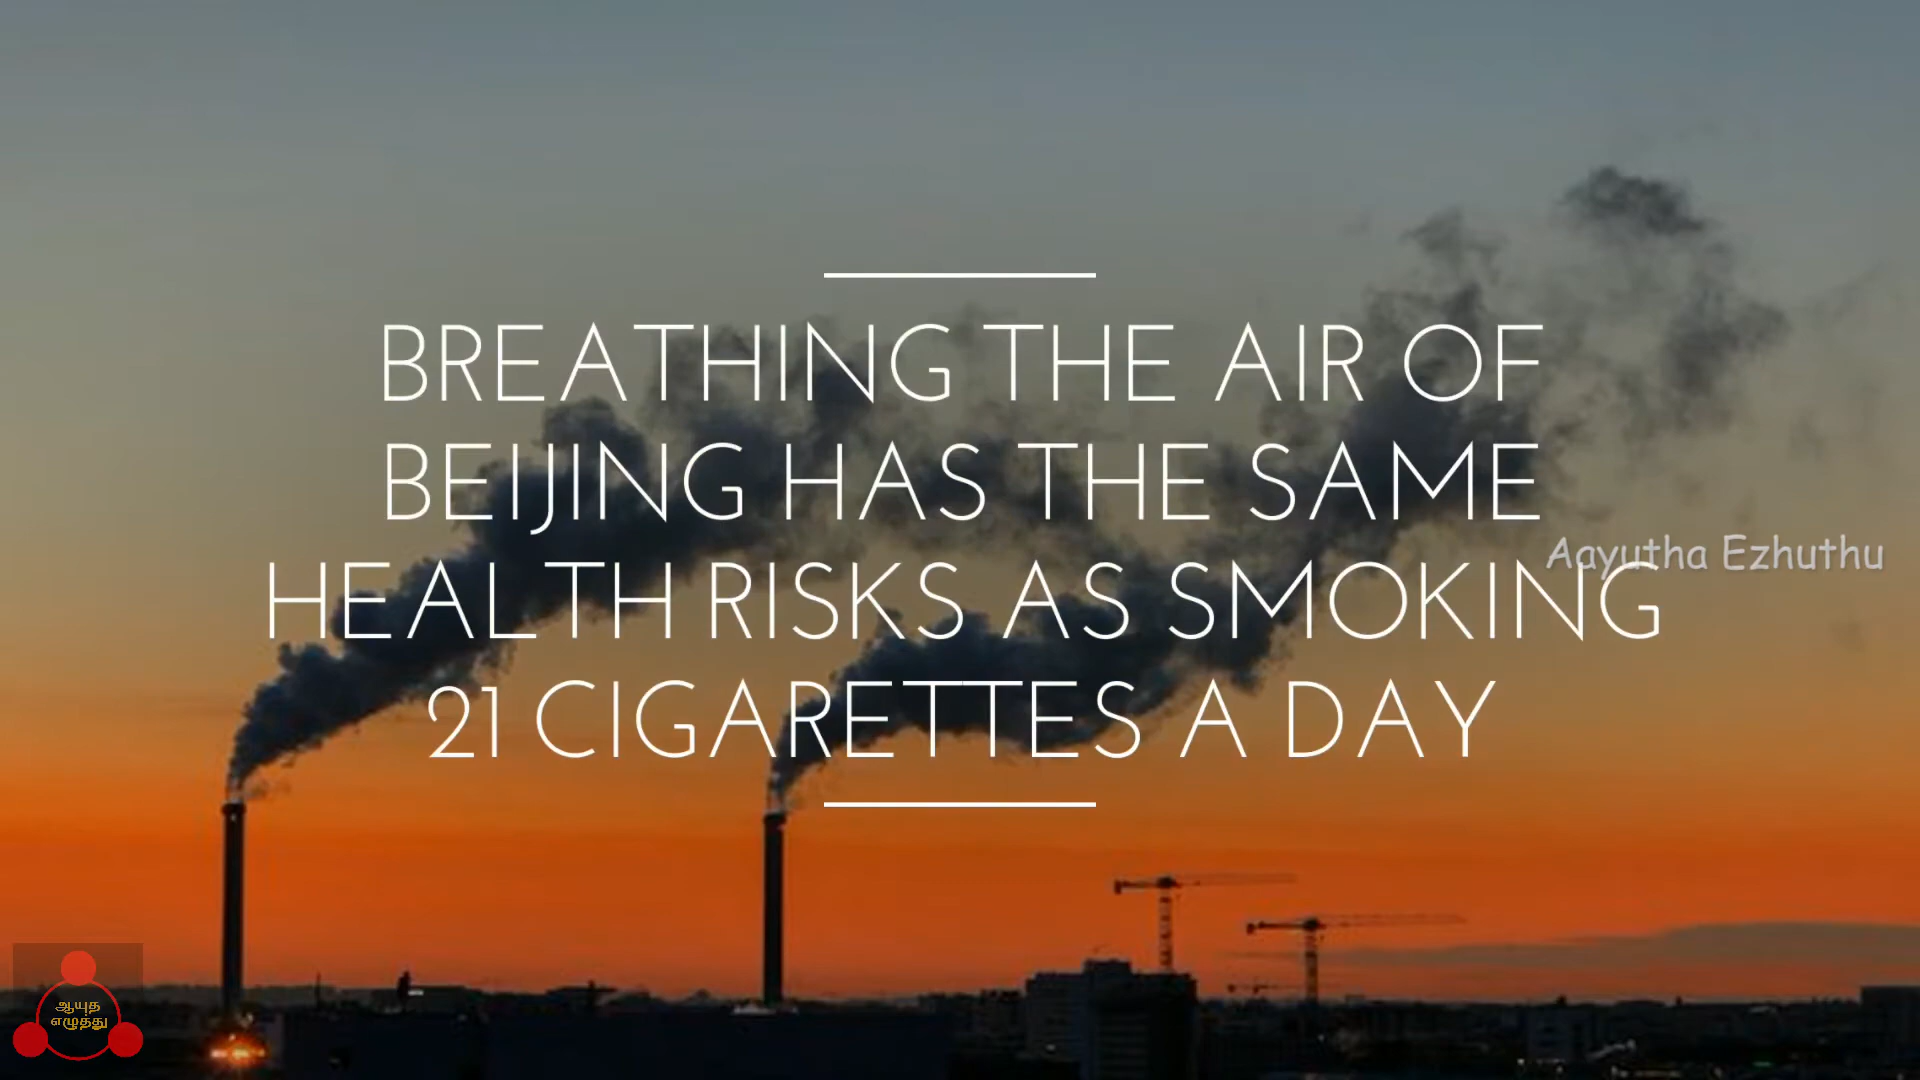 BREATHING THE AIR OF
BEIJING HAS THE SAME
Aayutha Ezhuthu
HEALTH RISKS AS SMOKING
21 CIGARETTES A DAY
ஆயுத
எழுத்து